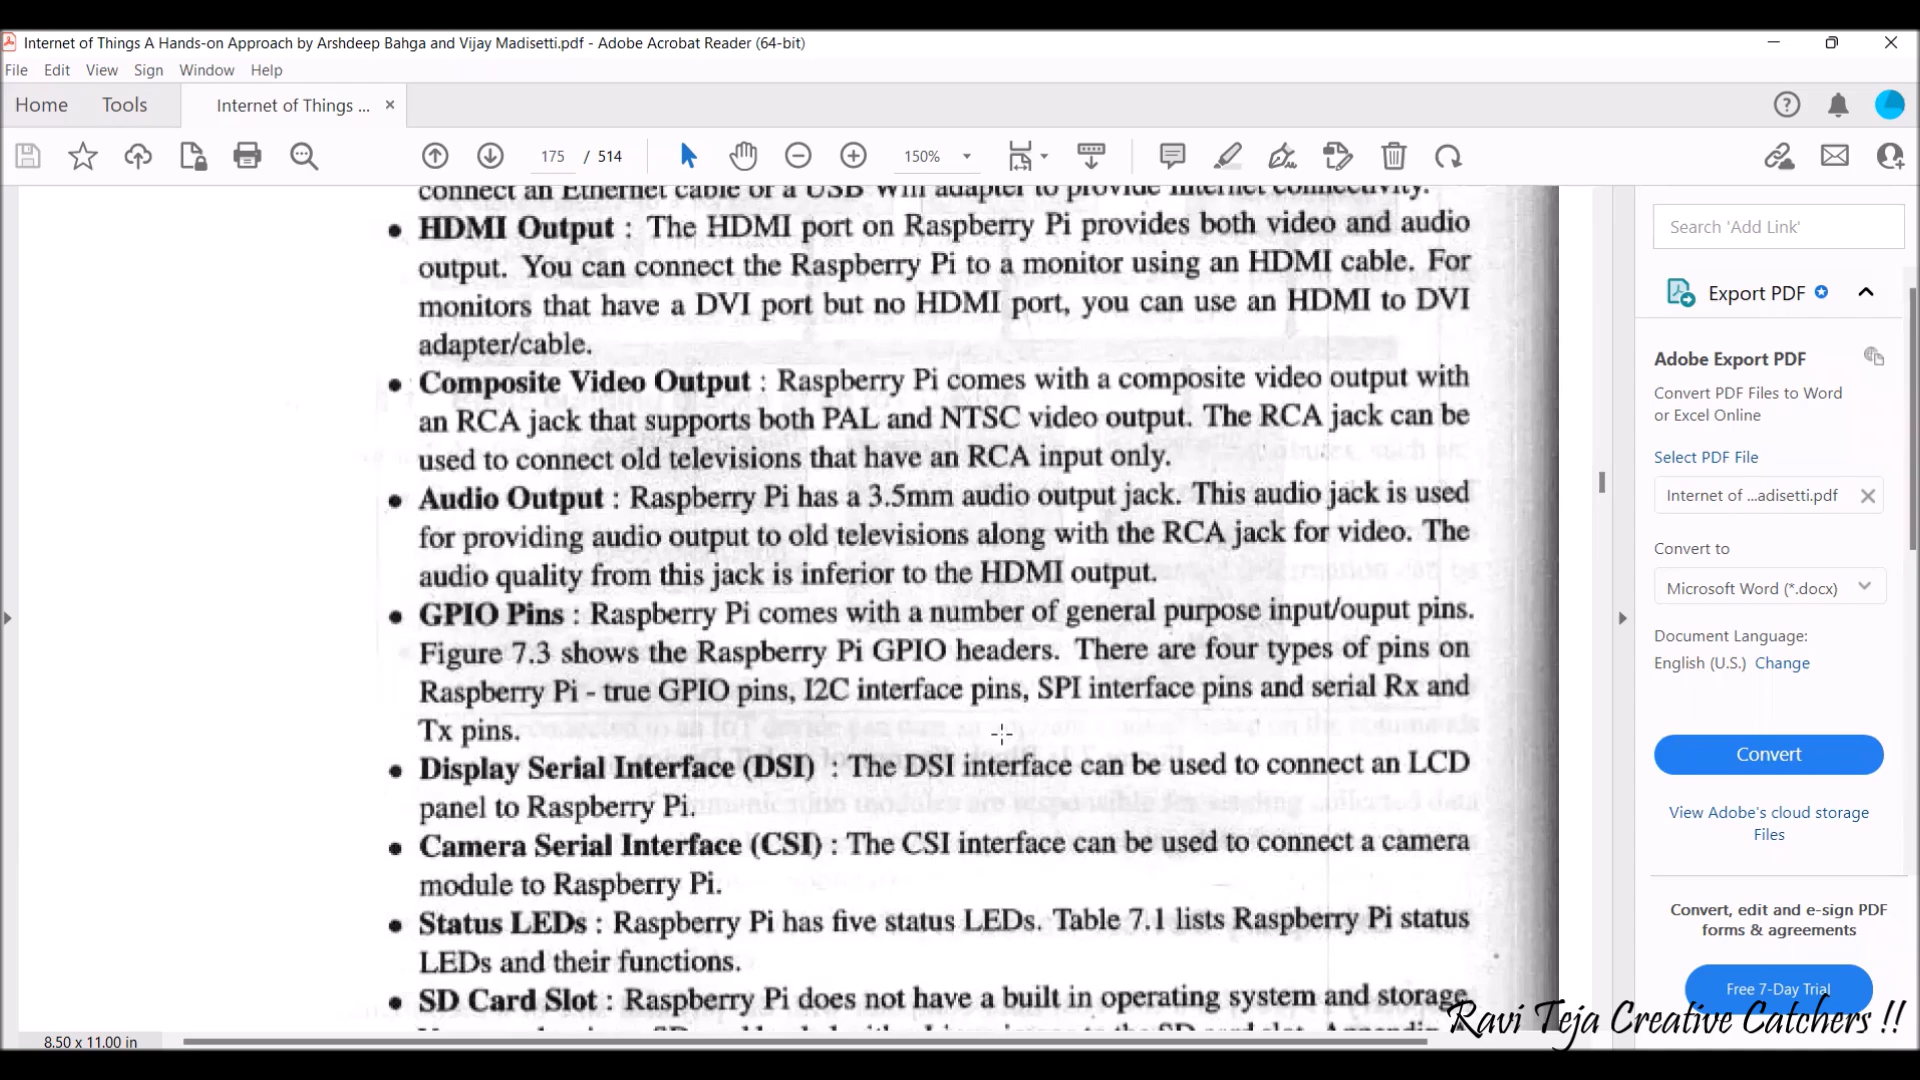 Internet of Things A Hands-on Approach by Arshdeep Bahga and Vijay Madisetti.pdf - Adobe Acrobat Reader (64-bit)
File Edit View Sign Window Help
Home Tools Internet of Things ... ×
175 / 514 150%
connect an Ethernet cable or a USB Wifi adapter to provide Internet connectivity.
• HDMI Output : The HDMI port on Raspberry Pi provides both video and audio
output. You can connect the Raspberry Pi to a monitor using an HDMI cable. For
monitors that have a DVI port but no HDMI port, you can use an HDMI to DVI
adapter/cable.
• Composite Video Output : Raspberry Pi comes with a composite video output with
an RCA jack that supports both PAL and NTSC video output. The RCA jack can be
used to connect old televisions that have an RCA input only.
• Audio Output : Raspberry Pi has a 3.5mm audio output jack. This audio jack is used
for providing audio output to old televisions along with the RCA jack for video. The
audio quality from this jack is inferior to the HDMI output.
• GPIO Pins : Raspberry Pi comes with a number of general purpose input/ouput pins.
Figure 7.3 shows the Raspberry Pi GPIO headers. There are four types of pins on
Raspberry Pi - true GPIO pins, I2C interface pins, SPI interface pins and serial Rx and
Tx pins.
• Display Serial Interface (DSI) : The DSI interface can be used to connect an LCD
panel to Raspberry Pi.
• Camera Serial Interface (CSI) : The CSI interface can be used to connect a camera
module to Raspberry Pi.
• Status LEDs : Raspberry Pi has five status LEDs. Table 7.1 lists Raspberry Pi status
LEDs and their functions.
• SD Card Slot : Raspberry Pi does not have a built in operating system and storage.
8.50 x 11.00 in
Search 'Add Link'
Export PDF
Adobe Export PDF
Convert PDF Files to Word
or Excel Online
Select PDF File
Internet of ...adisetti.pdf
Convert to
Microsoft Word (*.docx)
Document Language:
English (U.S.) Change
Convert
View Adobe's cloud storage
Files
Convert, edit and e-sign PDF
forms & agreements
Free 7-Day Trial
Ravi Teja Creative Catchers !!